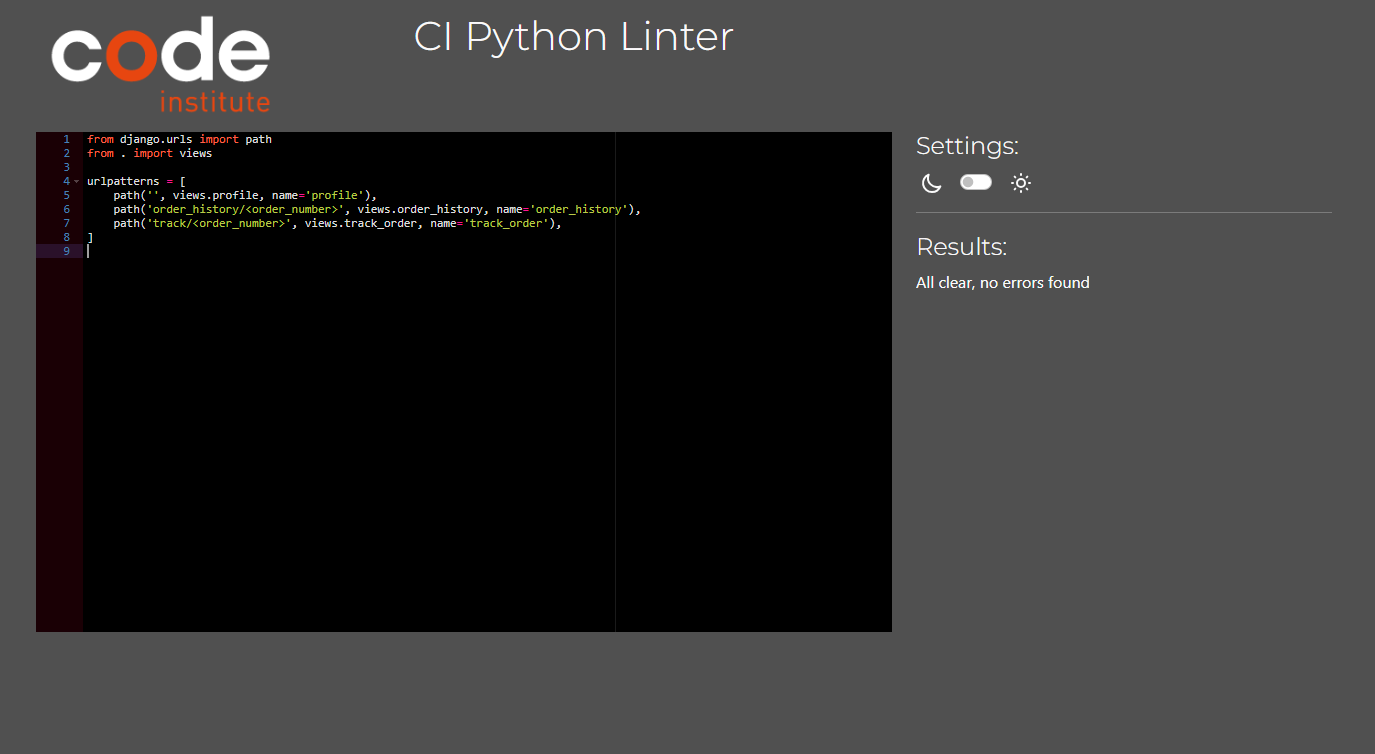 code
institute
CI Python Linter
1 from django.urls import path
2 from . import views
3
4 urlpatterns = [
5     path('', views.profile, name='profile'),
6     path('order_history/<order_number>', views.order_history, name='order_history'),
7     path('track/<order_number>', views.track_order, name='track_order'),
8 ]
9
Settings:
Results:
All clear, no errors found